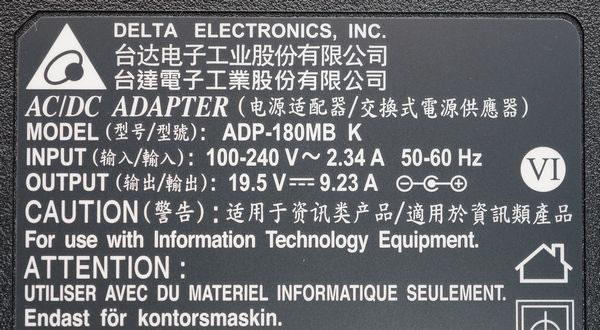 DELTA ELECTRONICS, INC.
台达电子工业股份有限公司
台達電子工業股份有限公司
AC/DC ADAPTER (电源适配器/交換式電源供應器)
MODEL (型号/型號): ADP-180MB K
INPUT (输入/輸入): 100-240 V～ 2.34 A 50-60 Hz
VI
OUTPUT (输出/輸出): 19.5 V⎓ 9.23 A
CAUTION (警告) : 适用于资讯类产品/適用於資訊類產品
For use with Information Technology Equipment.
ATTENTION :
UTILISER AVEC DU MATERIEL INFORMATIQUE SEULEMENT.
Endast för kontorsmaskin.